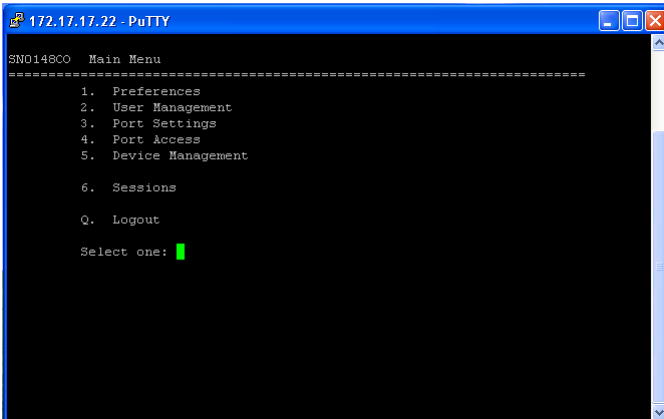 172.17.17.22 - PuTTY
SN0148CO Main Menu
========================================================================
1. Preferences
2. User Management
3. Port Settings
4. Port Access
5. Device Management
6. Sessions
Q. Logout
Select one: